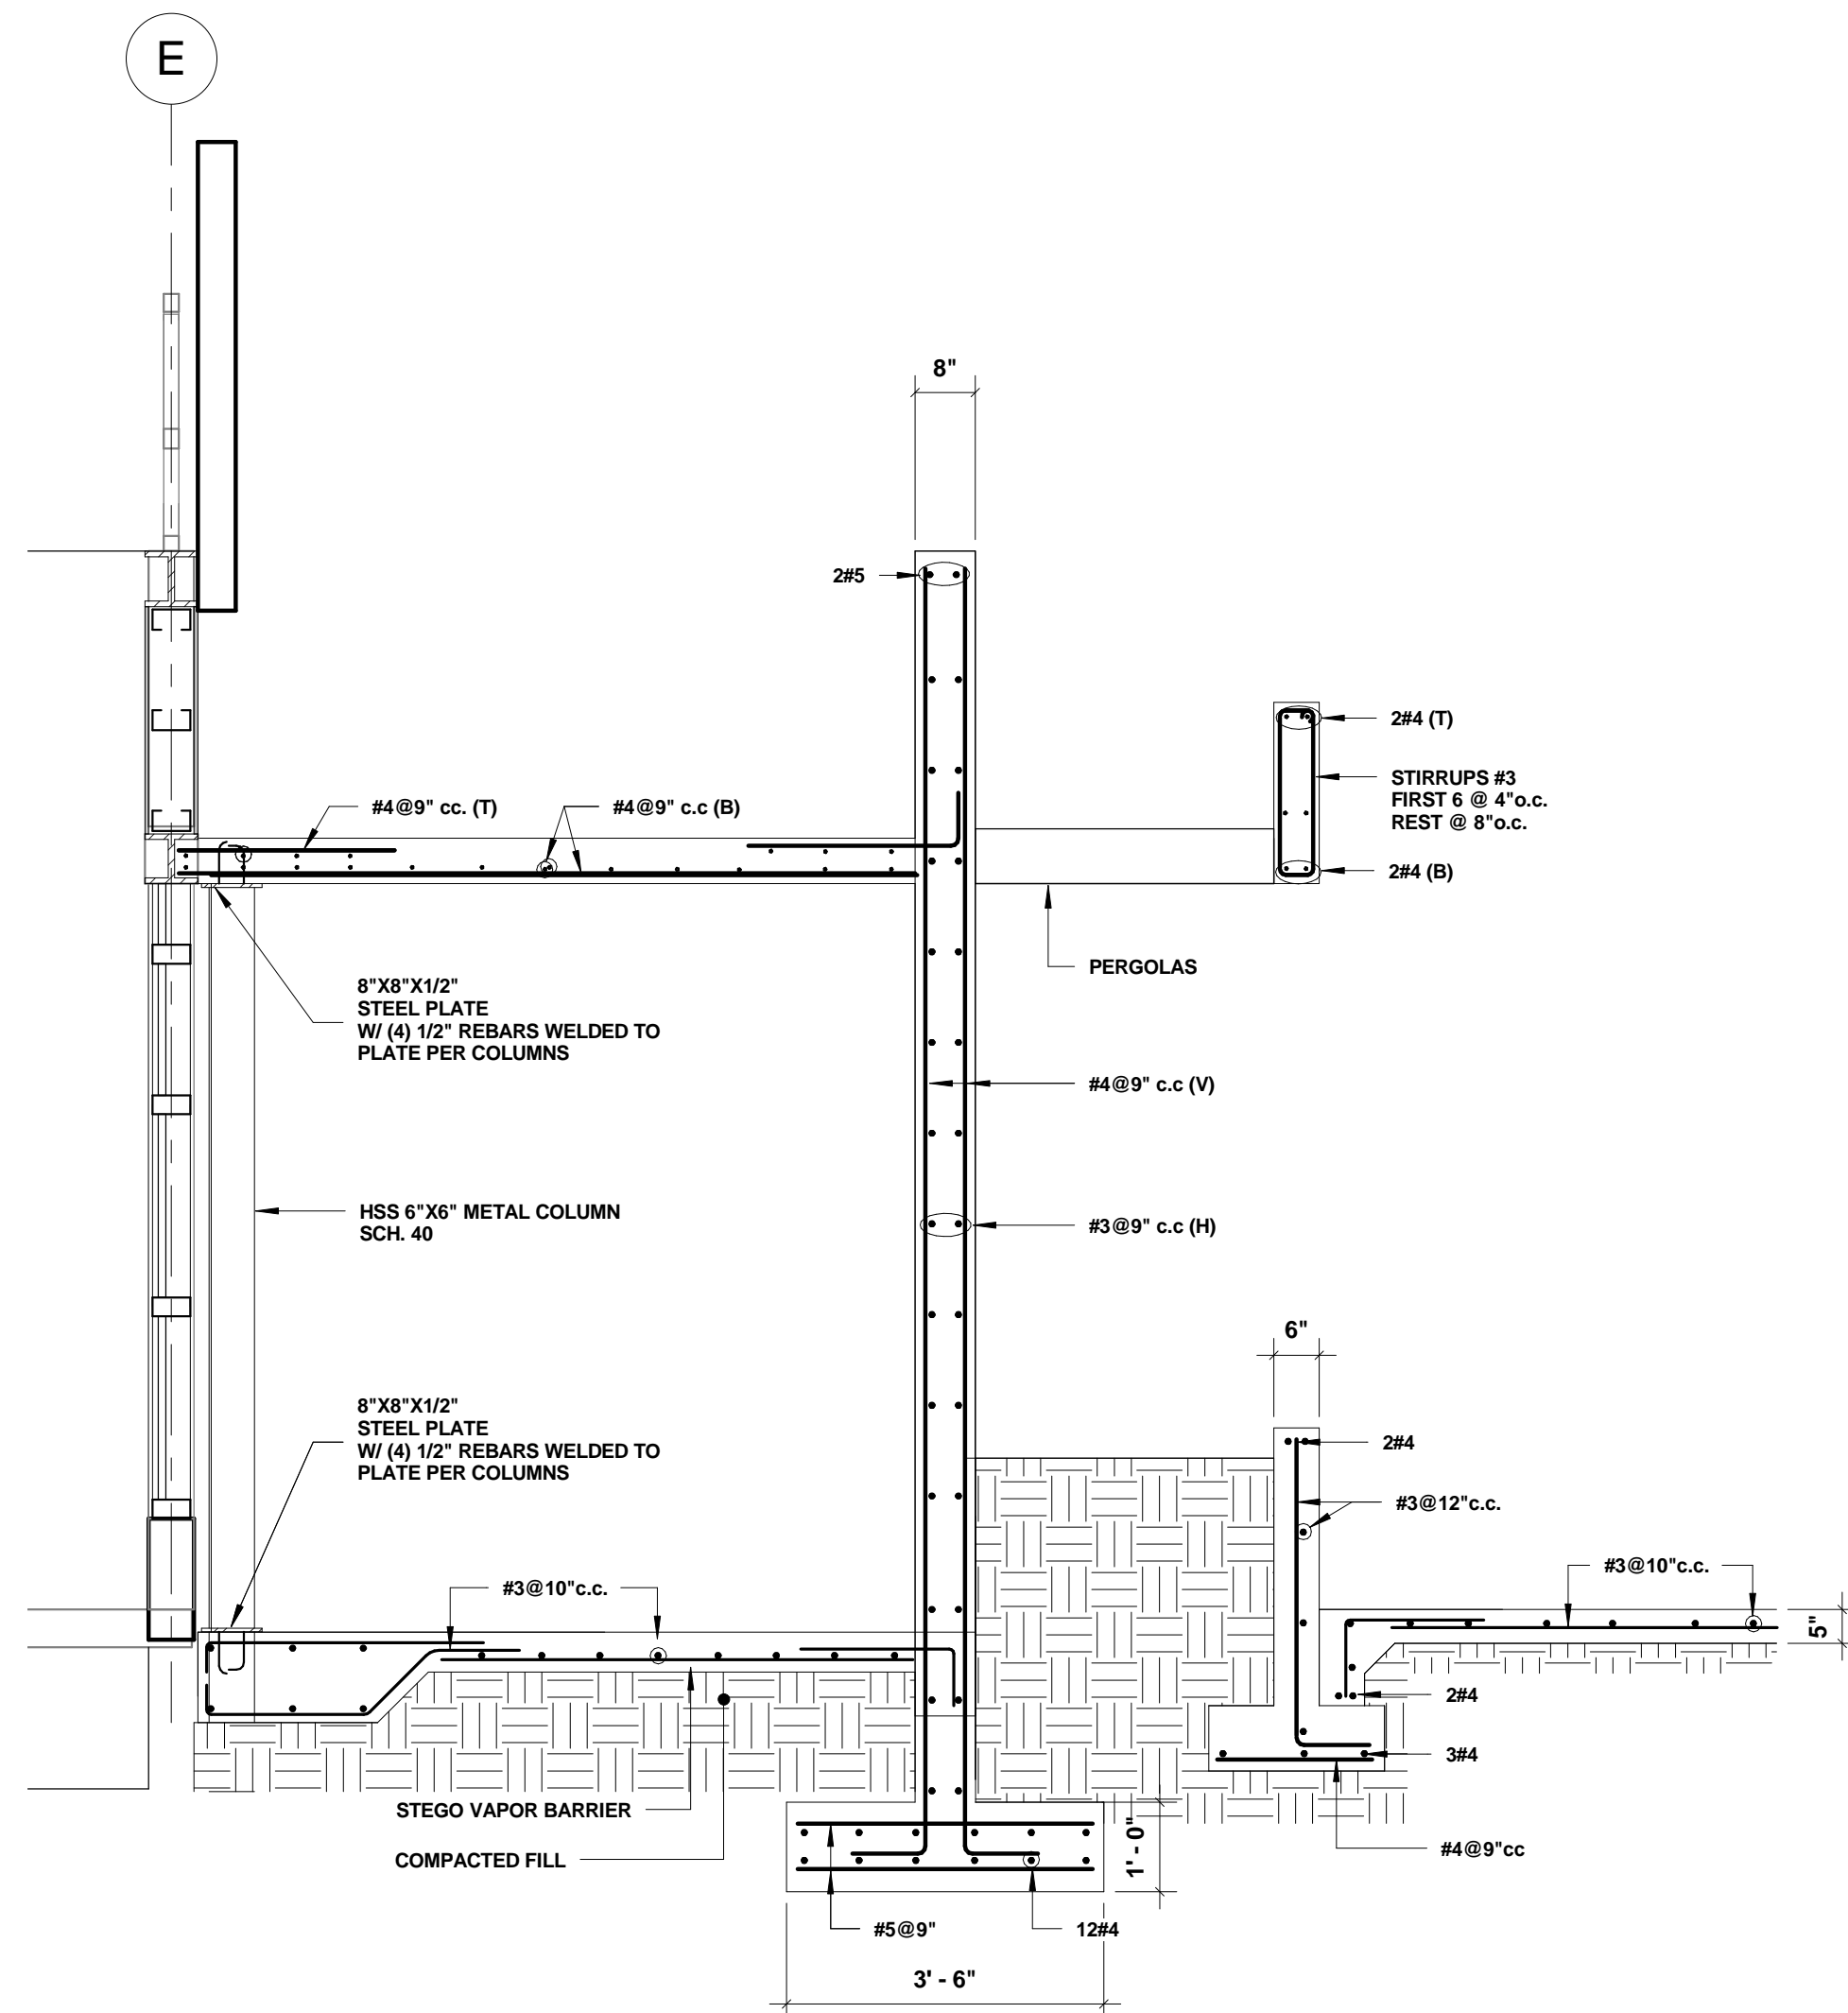 E
8"
2#5
2#4 (T)
STIRRUPS #3
FIRST 6 @ 4"o.c.
REST @ 8"o.c.
#4@9" cc. (T)
#4@9" c.c (B)
2#4 (B)
PERGOLAS
8"X8"X1/2"
STEEL PLATE
W/ (4) 1/2" REBARS WELDED TO
PLATE PER COLUMNS
#4@9" c.c (V)
HSS 6"X6" METAL COLUMN
SCH. 40
#3@9" c.c (H)
6"
8"X8"X1/2"
STEEL PLATE
W/ (4) 1/2" REBARS WELDED TO
PLATE PER COLUMNS
2#4
#3@12"c.c.
#3@10"c.c.
#3@10"c.c.
5"
2#4
3#4
STEGO VAPOR BARRIER
COMPACTED FILL
1' - 0"
#4@9"cc
#5@9"
12#4
3' - 6"